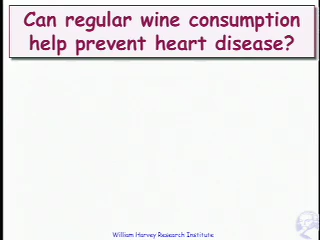 Can regular wine consumption
help prevent heart disease?
William Harvey Research Institute